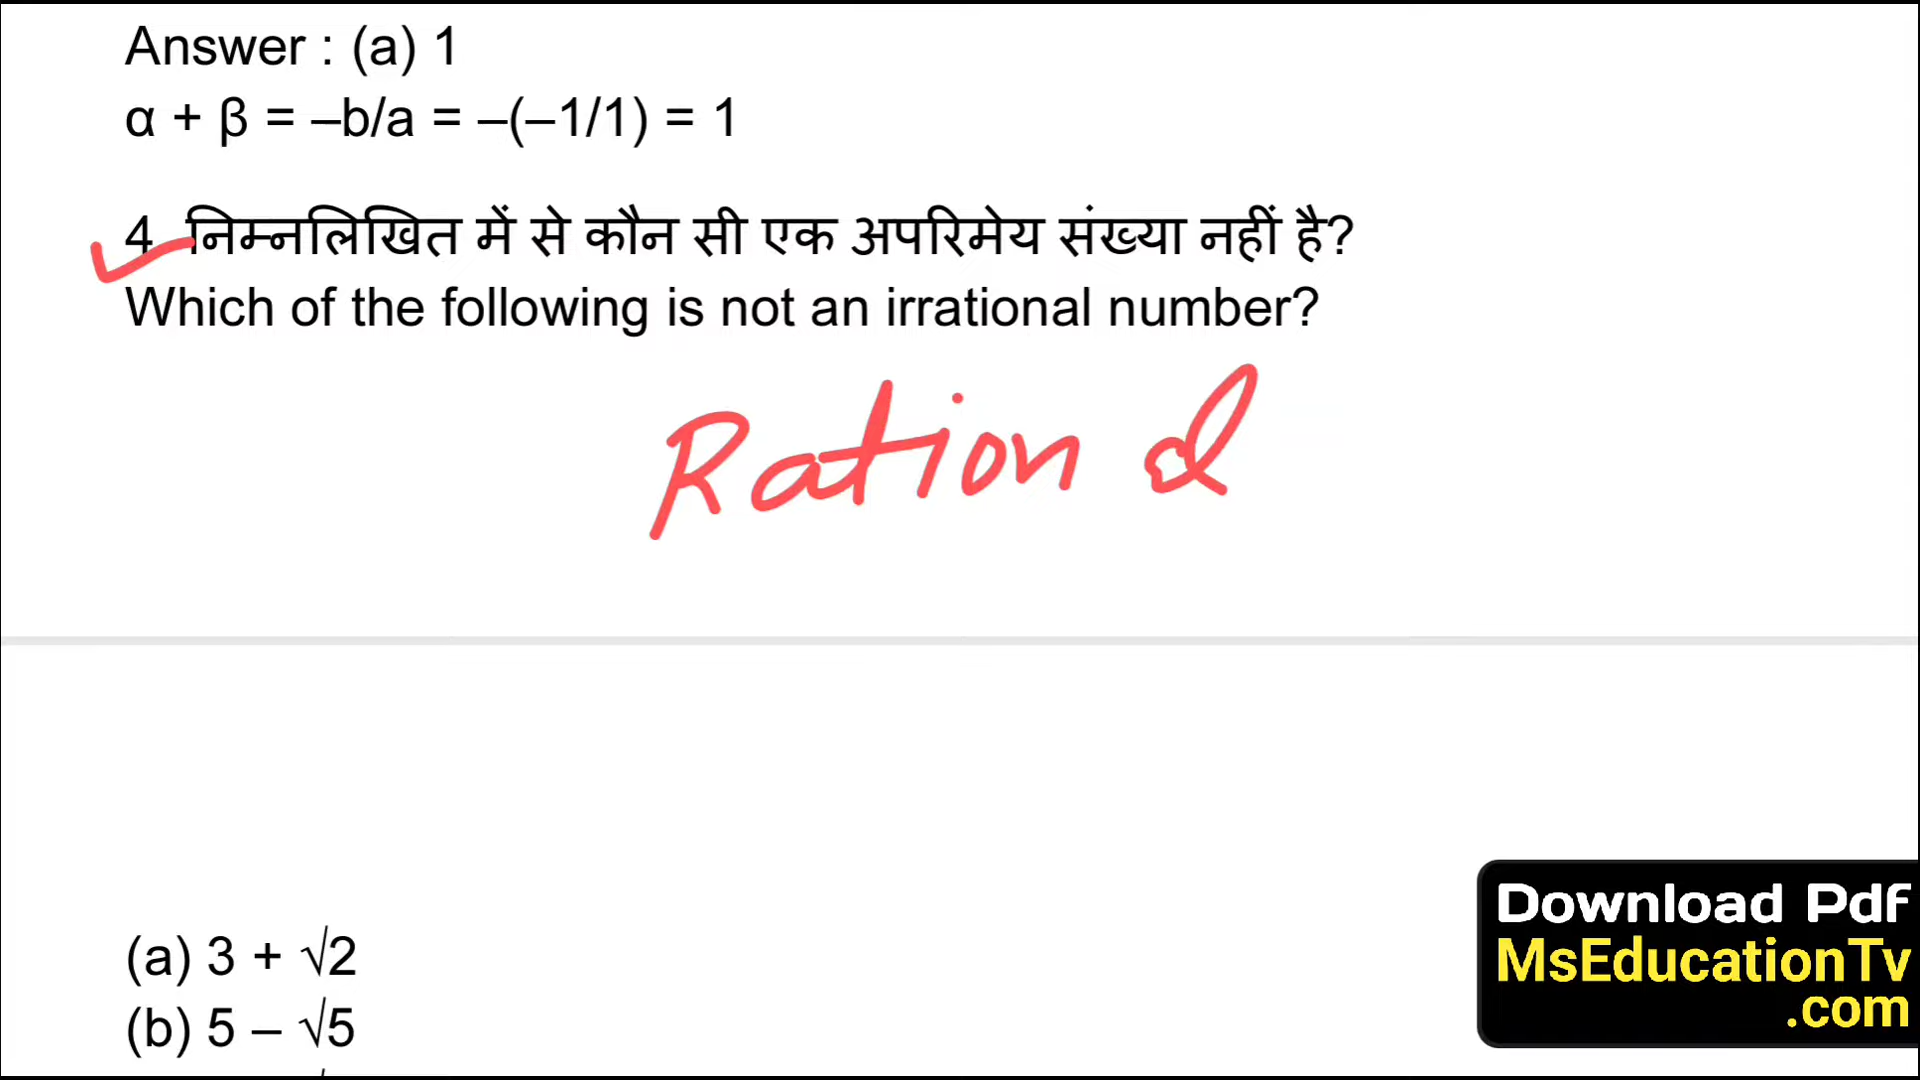 Answer : (a) 1
α + β = –b/a = –(–1/1) = 1
4. निम्नलिखित में से कौन सी एक अपरिमेय संख्या नहीं है?
Which of the following is not an irrational number?
Rational
(a) 3 + √2
(b) 5 – √5
Download Pdf
MsEducationTv
.com